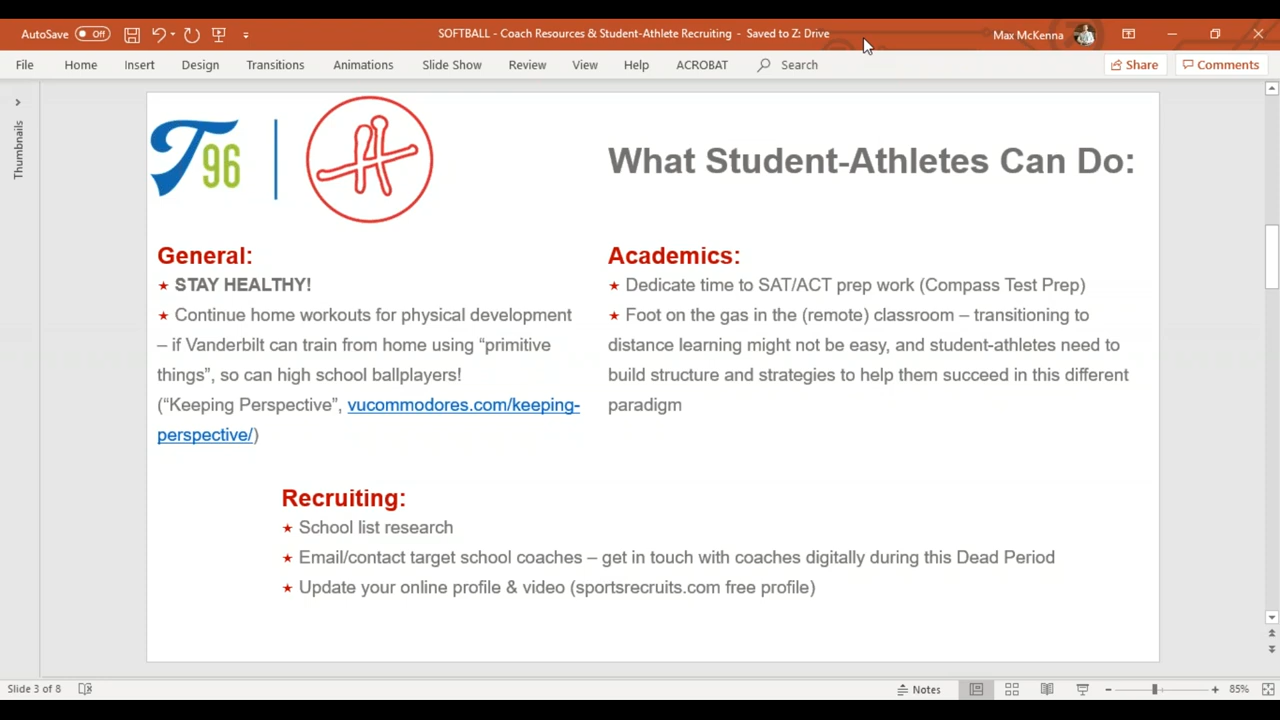 AutoSave Off
SOFTBALL - Coach Resources & Student-Athlete Recruiting - Saved to Z: Drive
Max McKenna
File Home Insert Design Transitions Animations Slide Show Review View Help ACROBAT Search Share Comments
Thumbnails
T96
What Student-Athletes Can Do:
General:
★ STAY HEALTHY!
★ Continue home workouts for physical development
– if Vanderbilt can train from home using “primitive
things”, so can high school ballplayers!
(“Keeping Perspective”, vucommodores.com/keeping-
perspective/)
Academics:
★ Dedicate time to SAT/ACT prep work (Compass Test Prep)
★ Foot on the gas in the (remote) classroom – transitioning to
distance learning might not be easy, and student-athletes need to
build structure and strategies to help them succeed in this different
paradigm
Recruiting:
★ School list research
★ Email/contact target school coaches – get in touch with coaches digitally during this Dead Period
★ Update your online profile & video (sportsrecruits.com free profile)
Slide 3 of 8
Notes
85%